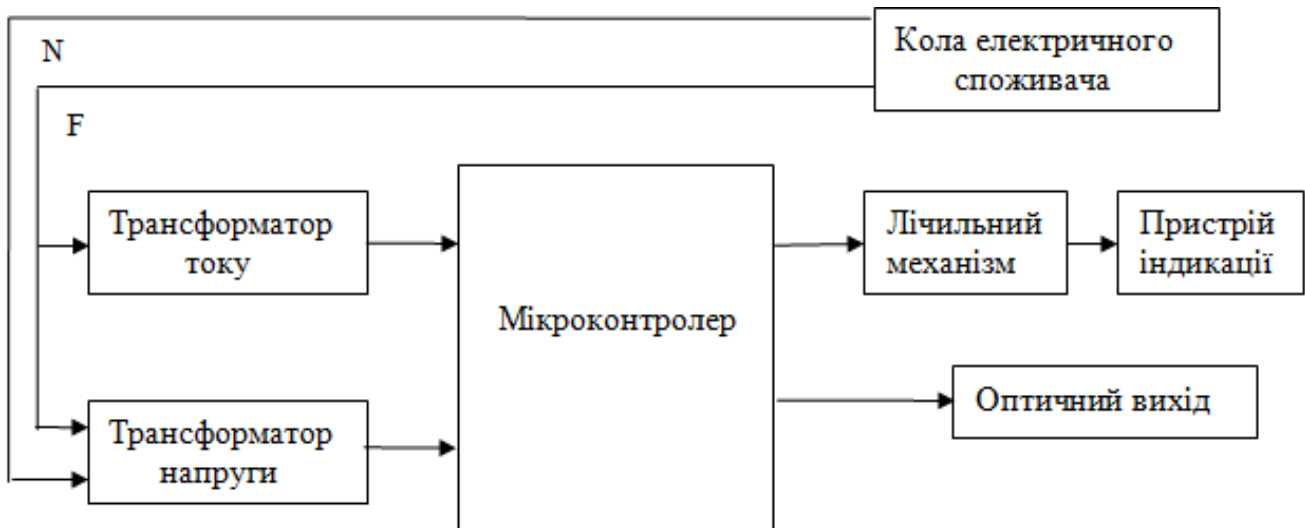 N
Кола електричного
споживача
F
Трансформатор
току
Мікроконтролер
Лічильний
механізм
Пристрій
індикації
Трансформатор
напруги
Оптичний вихід